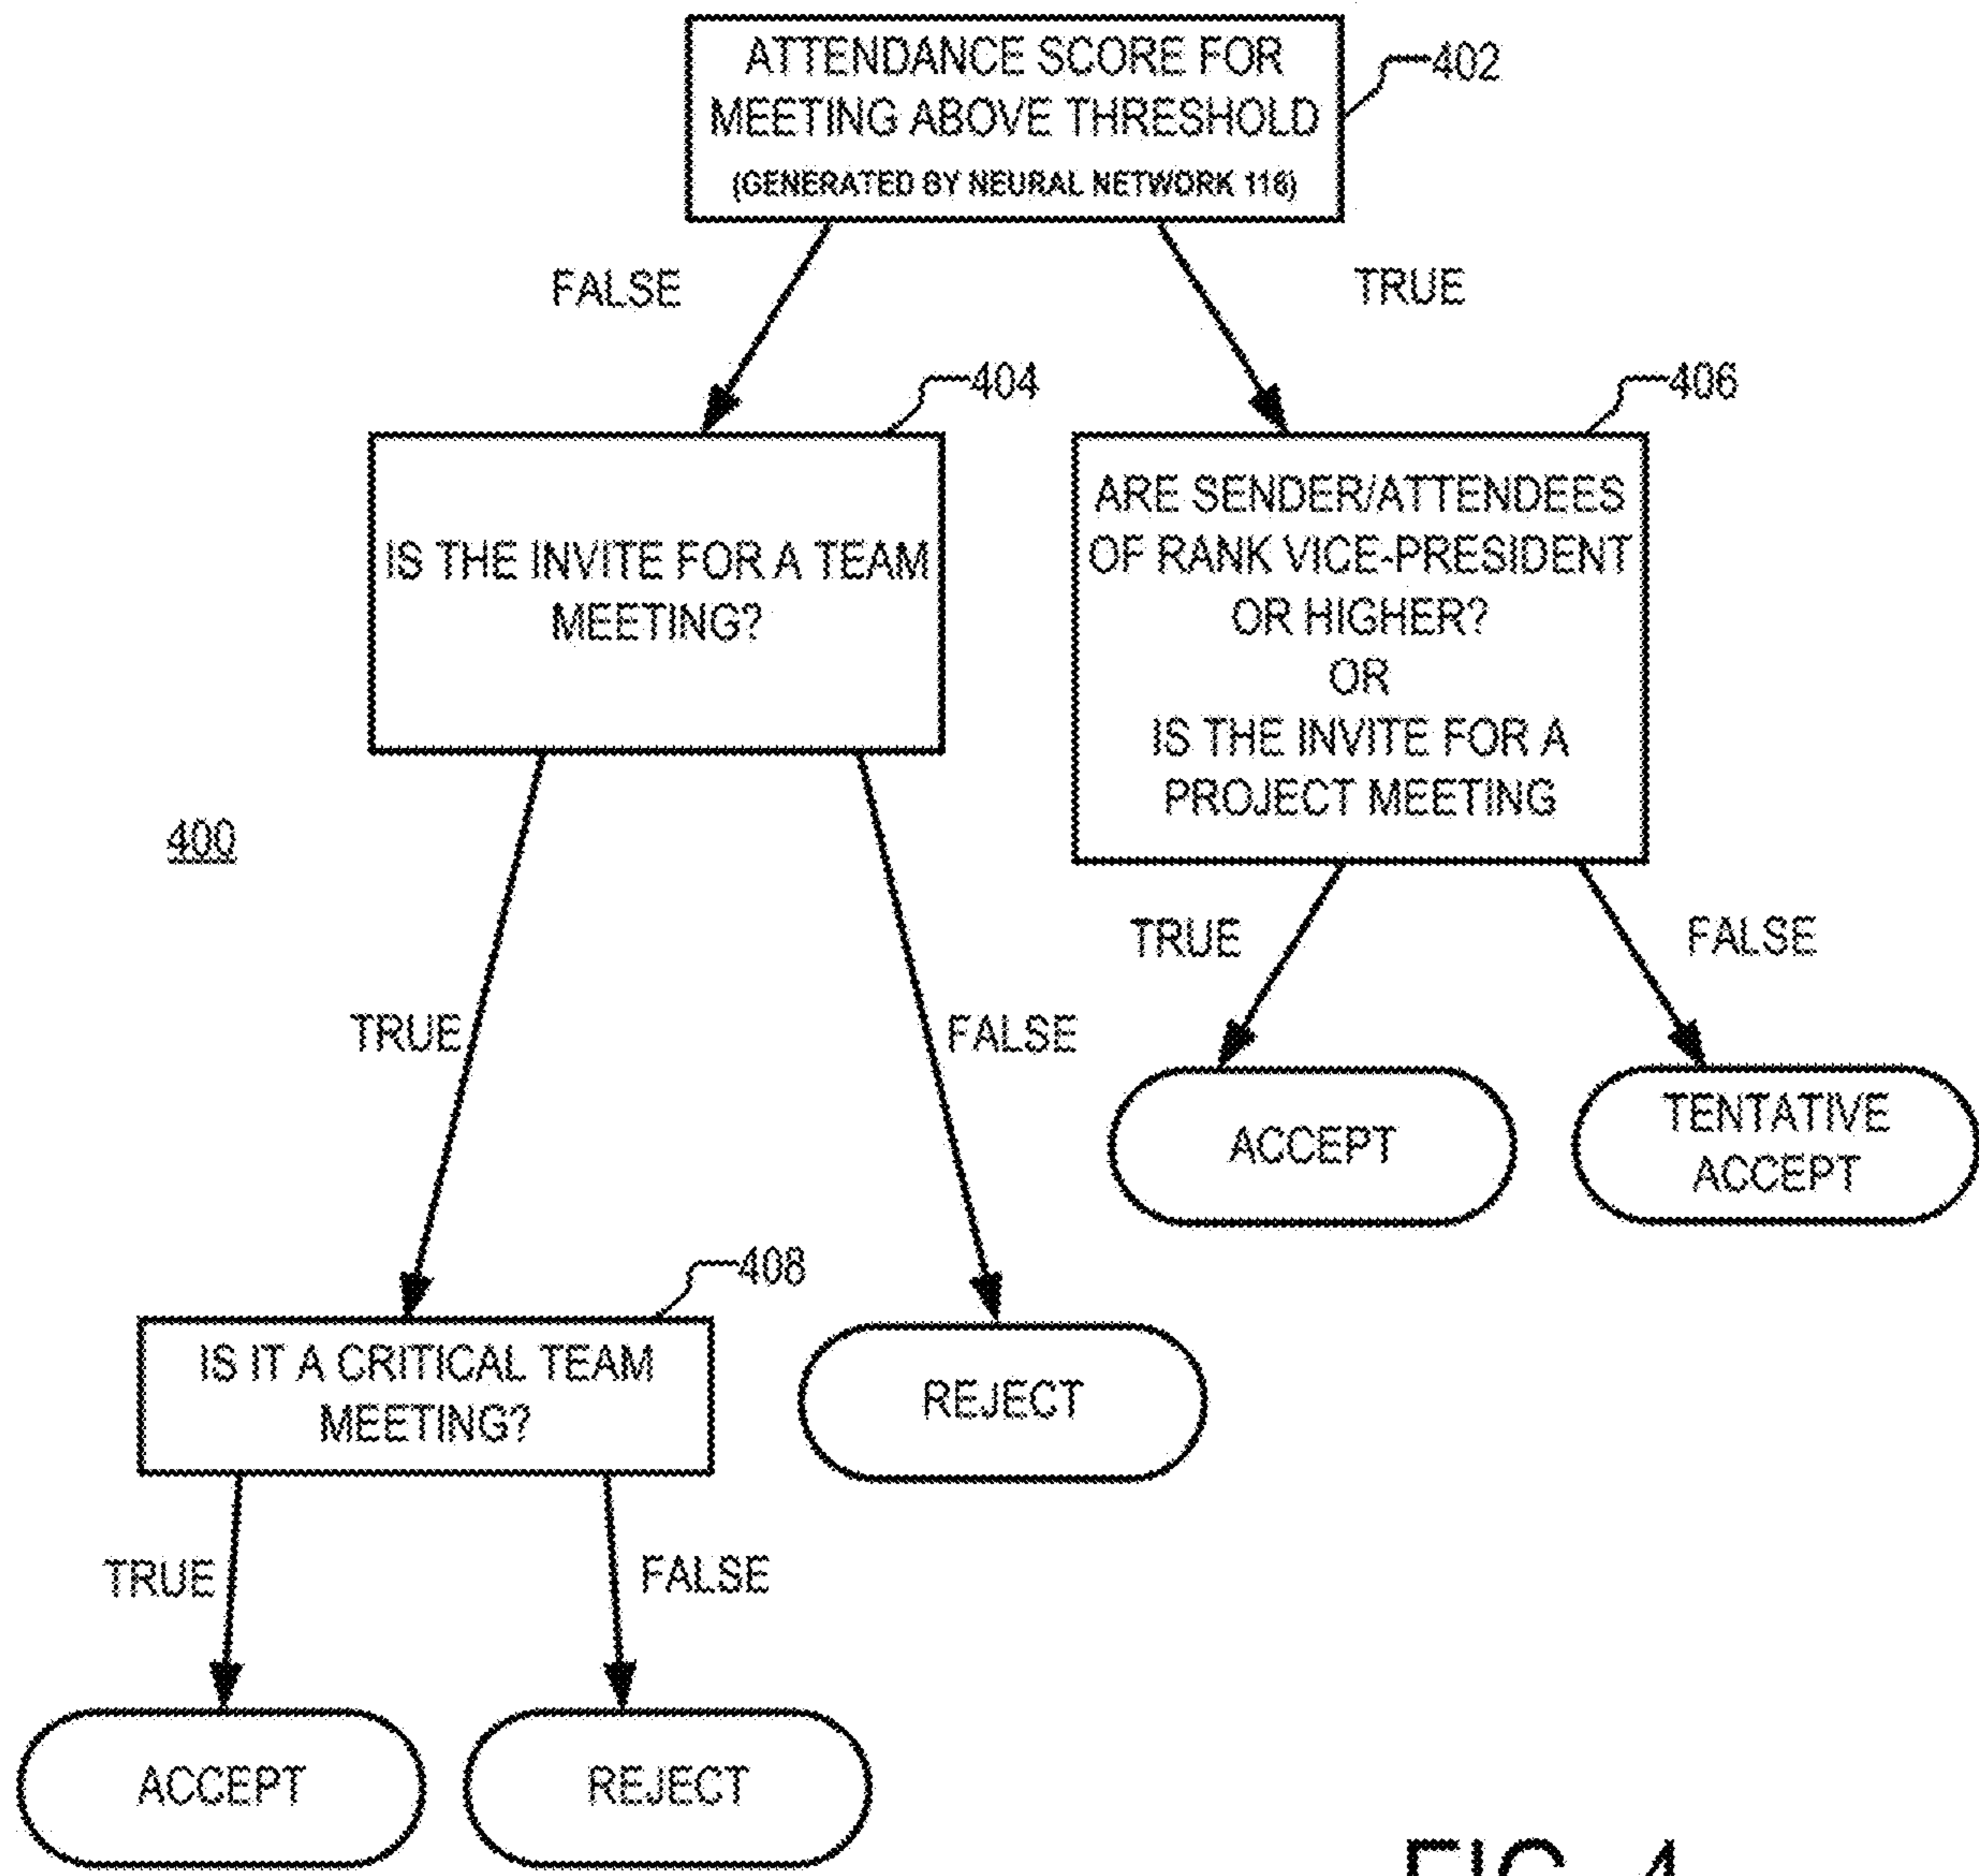 ATTENDANCE SCORE FOR
MEETING ABOVE THRESHOLD
(GENERATED BY NEURAL NETWORK 116)
402
FALSE
TRUE
404
406
IS THE INVITE FOR A TEAM
MEETING?
ARE SENDER/ATTENDEES
OF RANK VICE-PRESIDENT
OR HIGHER?
OR
IS THE INVITE FOR A
PROJECT MEETING
400
TRUE
FALSE
TRUE
FALSE
ACCEPT
TENTATIVE
ACCEPT
408
IS IT A CRITICAL TEAM
MEETING?
REJECT
TRUE
FALSE
ACCEPT
REJECT
FIG. 4